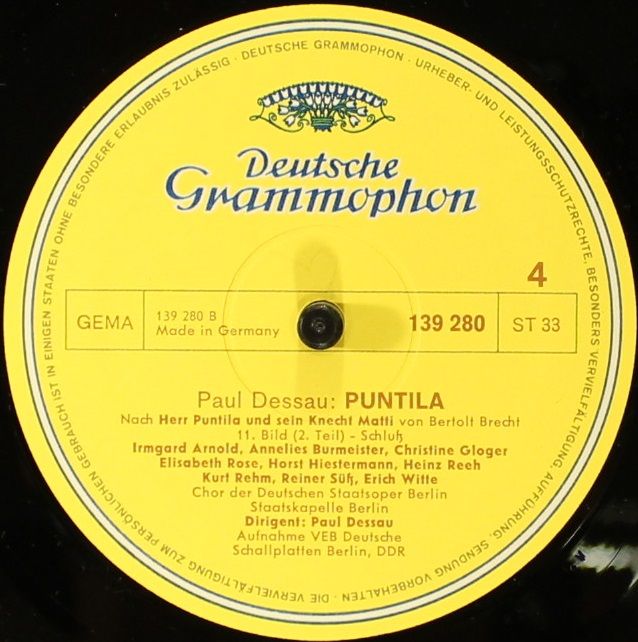 DEUTSCHE GRAMMOPHON · URHEBER- UND LEISTUNGSSCHUTZRECHTE, BESONDERS VERVIELFÄLTIGUNG, AUFFÜHRUNG, SENDUNG VORBEHALTEN · DIE VERVIELFÄLTIGUNG ZUM PERSÖNLICHEN GEBRAUCH IST IN EINIGEN STAATEN OHNE BESONDERE ERLAUBNIS ZULÄSSIG ·
Deutsche
Grammophon
4
GEMA
139 280 B
Made in Germany
139 280
ST 33
Paul Dessau: PUNTILA
Nach Herr Puntila und sein Knecht Matti von Bertolt Brecht
11. Bild (2. Teil) - Schluß
Irmgard Arnold, Annelies Burmeister, Christine Gloger
Elisabeth Rose, Horst Hiestermann, Heinz Reeh
Kurt Rehm, Reiner Süß, Erich Witte
Chor der Deutschen Staatsoper Berlin
Staatskapelle Berlin
Dirigent: Paul Dessau
Aufnahme VEB Deutsche
Schallplatten Berlin, DDR